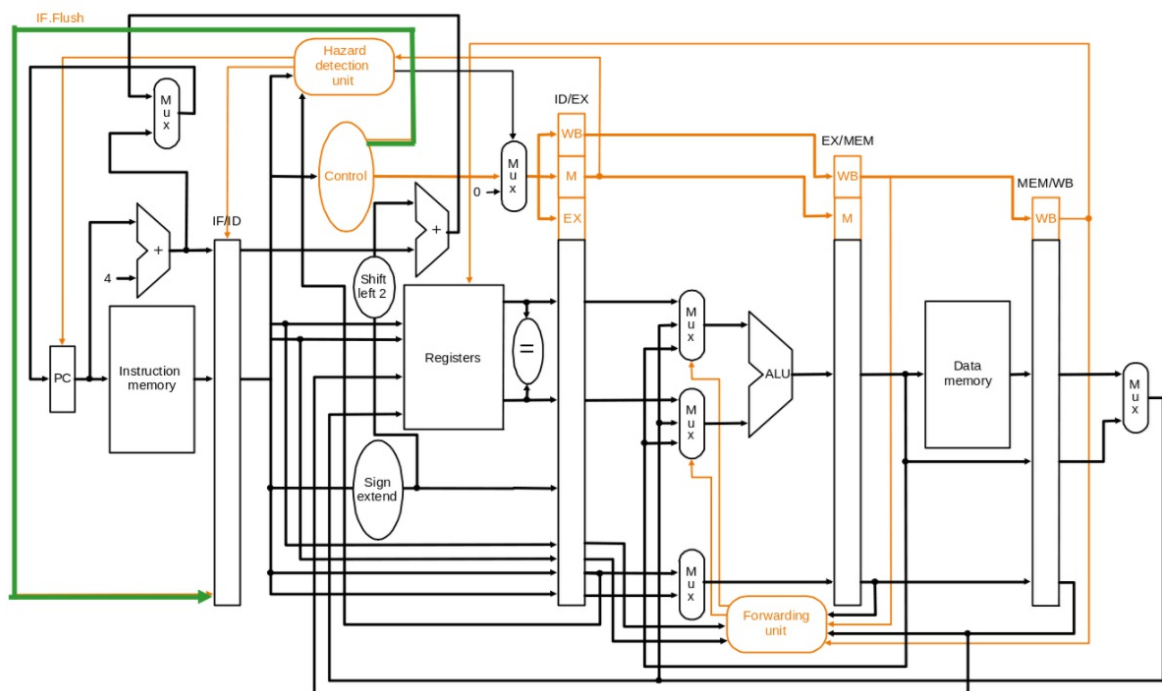 IF.Flush
Hazard
detection
unit
M
u
x
ID/EX
WB
EX/MEM
Control
M
u
x
0
M
WB
MEM/WB
IF/ID
EX
M
WB
+
+
4
Shift
left 2
M
u
x
Registers
=
PC
Instruction
memory
ALU
Data
memory
M
u
x
M
u
x
Sign
extend
M
u
x
Forwarding
unit